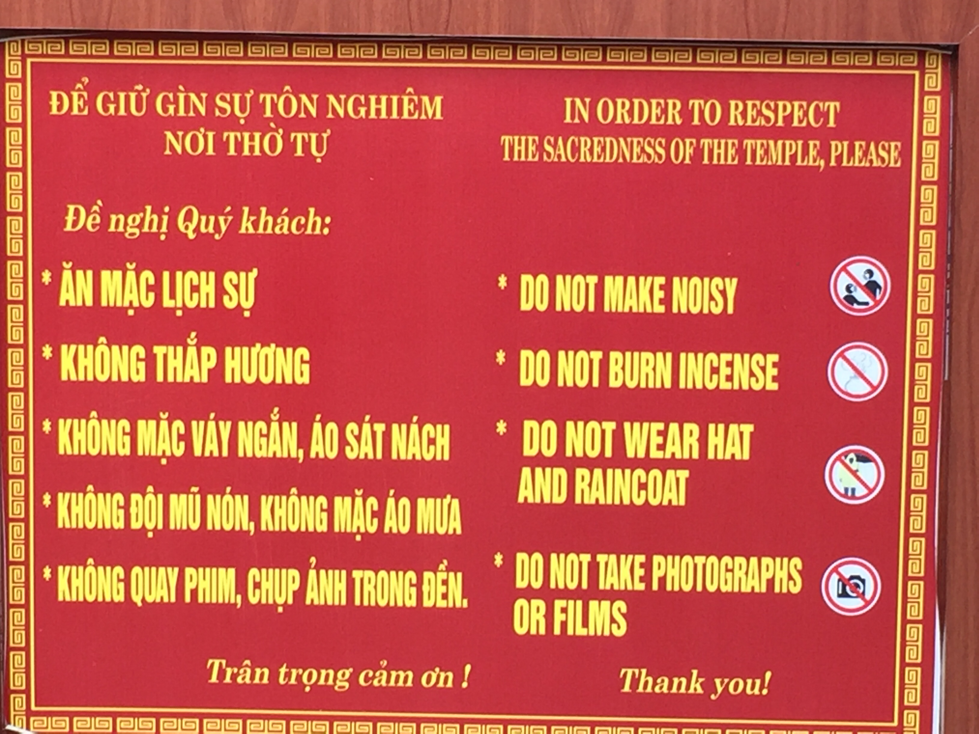 ĐỂ GIỮ GÌN SỰ TÔN NGHIÊM
NƠI THỜ TỰ
Đề nghị Quý khách:
* ĂN MẶC LỊCH SỰ
* KHÔNG THẮP HƯƠNG
* KHÔNG MẶC VÁY NGẮN, ÁO SÁT NÁCH
* KHÔNG ĐỘI MŨ NÓN, KHÔNG MẶC ÁO MƯA
* KHÔNG QUAY PHIM, CHỤP ẢNH TRONG ĐỀN.
Trân trọng cảm ơn !
IN ORDER TO RESPECT
THE SACREDNESS OF THE TEMPLE, PLEASE
* DO NOT MAKE NOISY
* DO NOT BURN INCENSE
* DO NOT WEAR HAT
AND RAINCOAT
* DO NOT TAKE PHOTOGRAPHS
OR FILMS
Thank you!